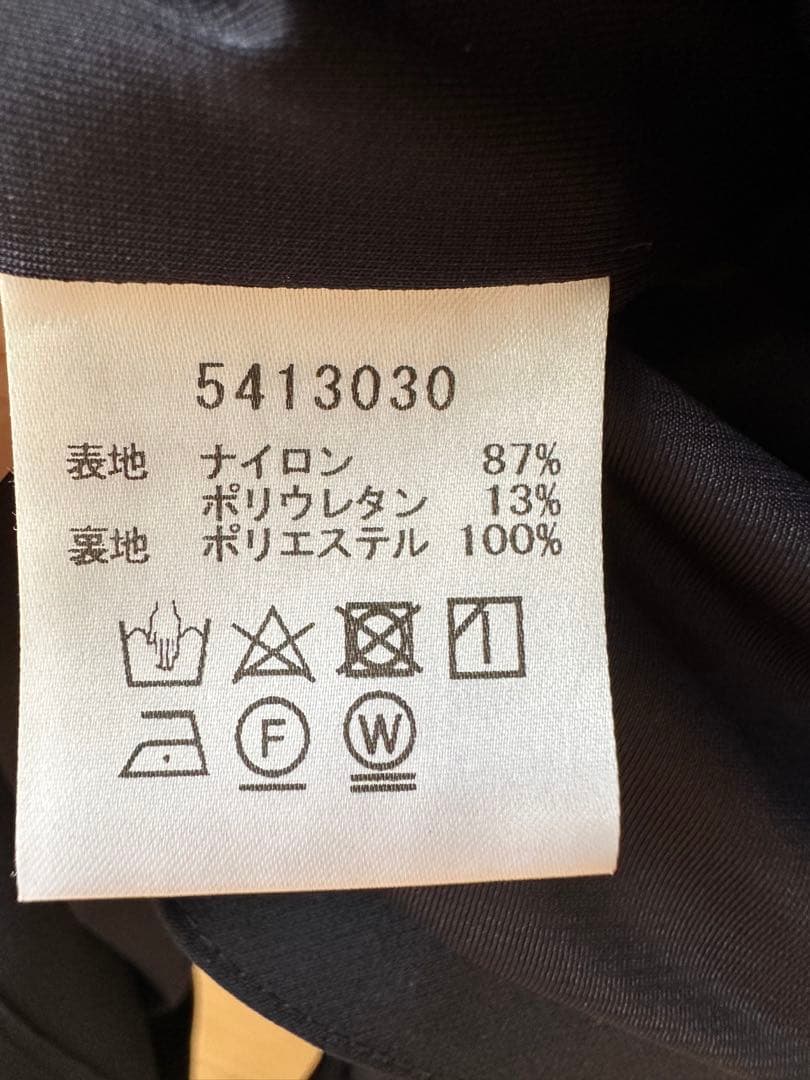 5413030
表地 ナイロン 87%
ポリウレタン 13%
裏地 ポリエステル 100%
F W